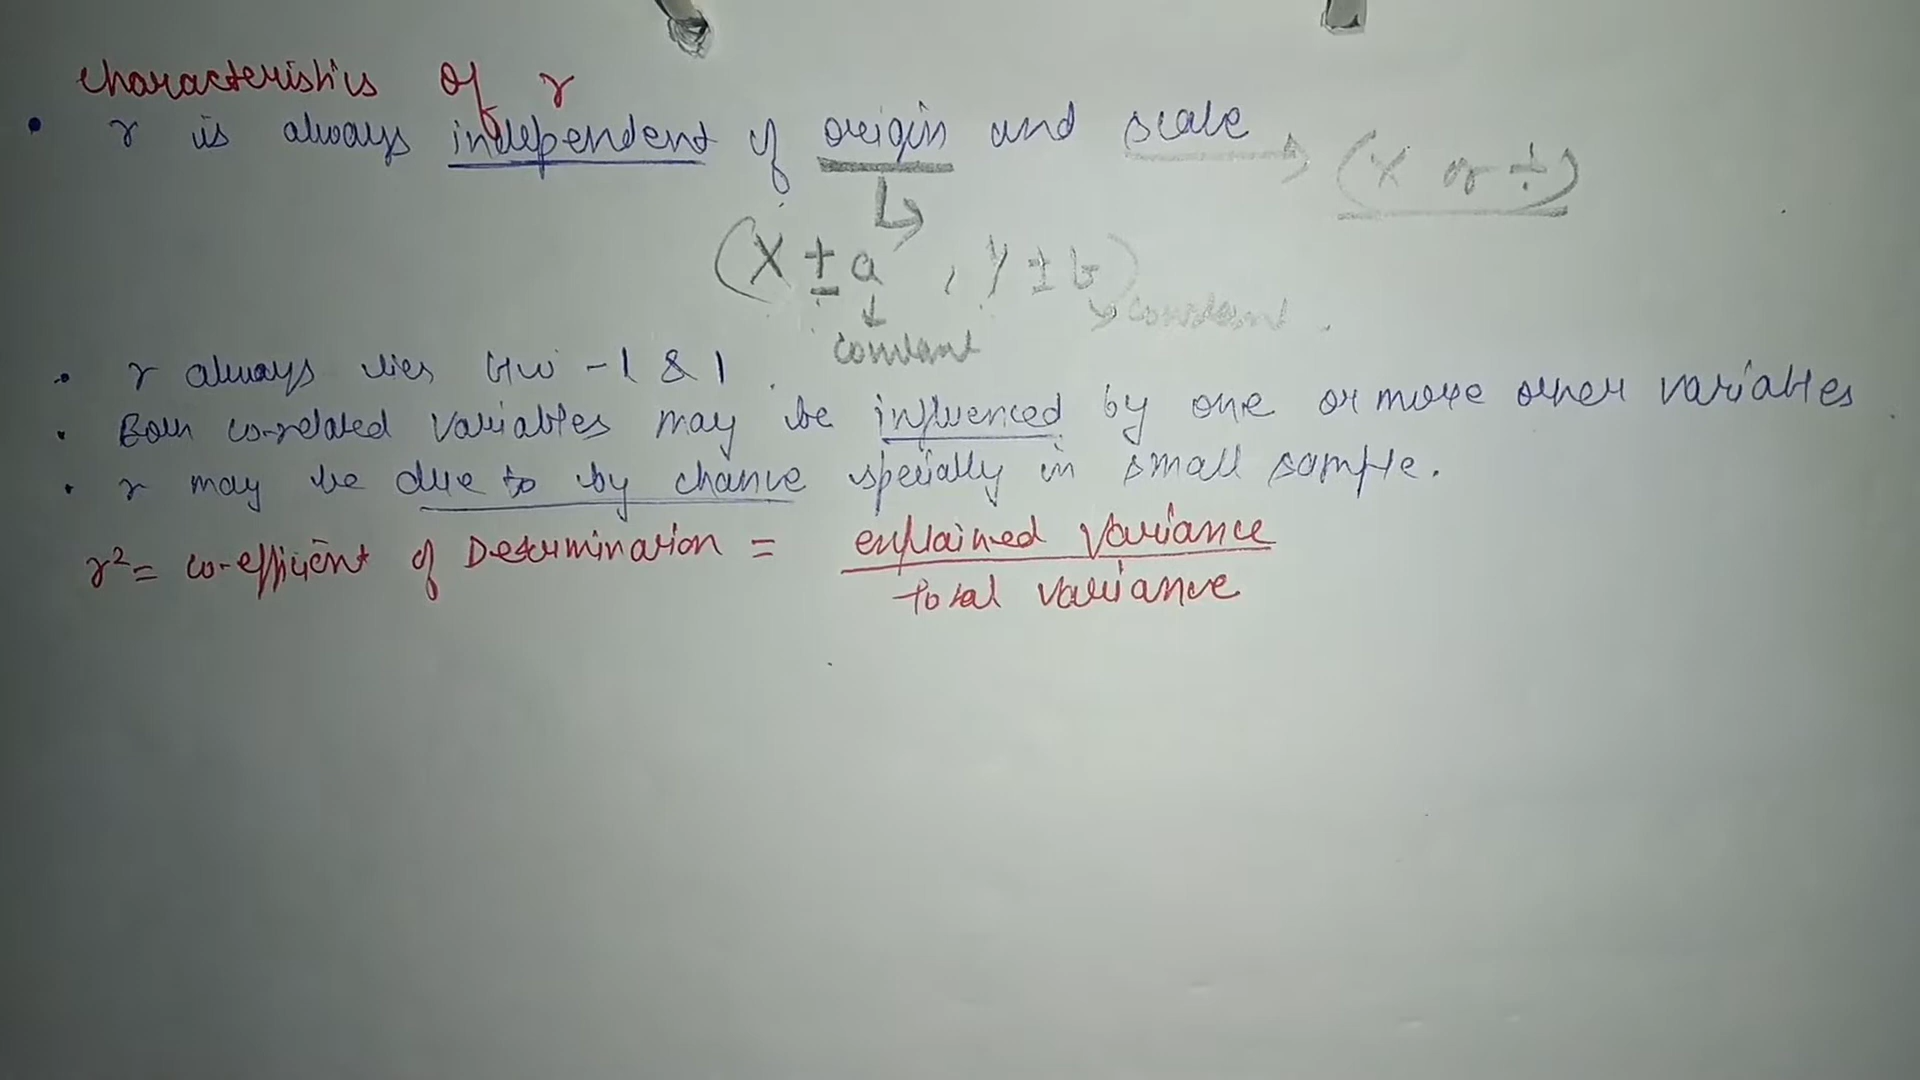 Characteristics of r
• r is always independent of origin and scale → (× or ÷)
(X ± a , y ± b)
constant
constant
• r always lies btw -1 & 1
• Both co-related variables may be influenced by one or more other variables
• r may be due to by chance specially in small sample.
r² = co-efficient of Determination = explained variance
total variance